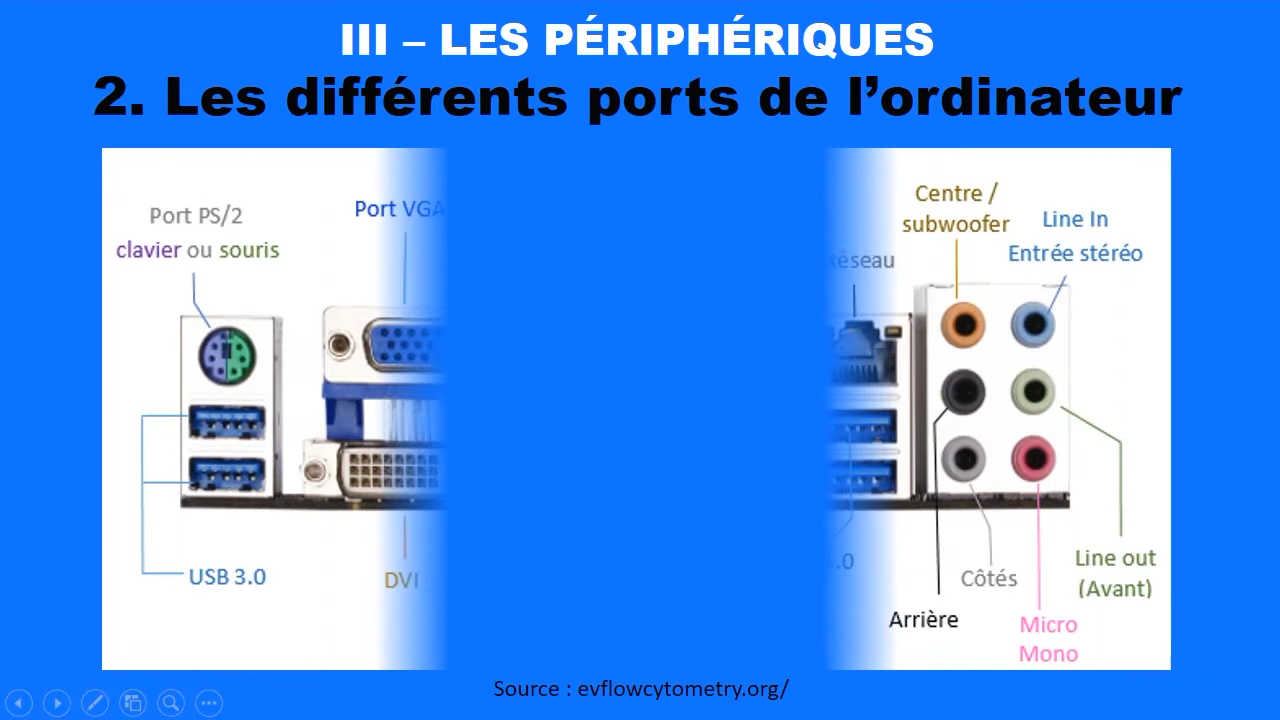 III – LES PÉRIPHÉRIQUES
2. Les différents ports de l’ordinateur
Port PS/2
clavier ou souris
Port VGA
Centre /
subwoofer
Line In
Entrée stéréo
réseau
USB 3.0
DVI
.0
Côtés
Arrière
Line out
(Avant)
Micro
Mono
Source : evflowcytometry.org/